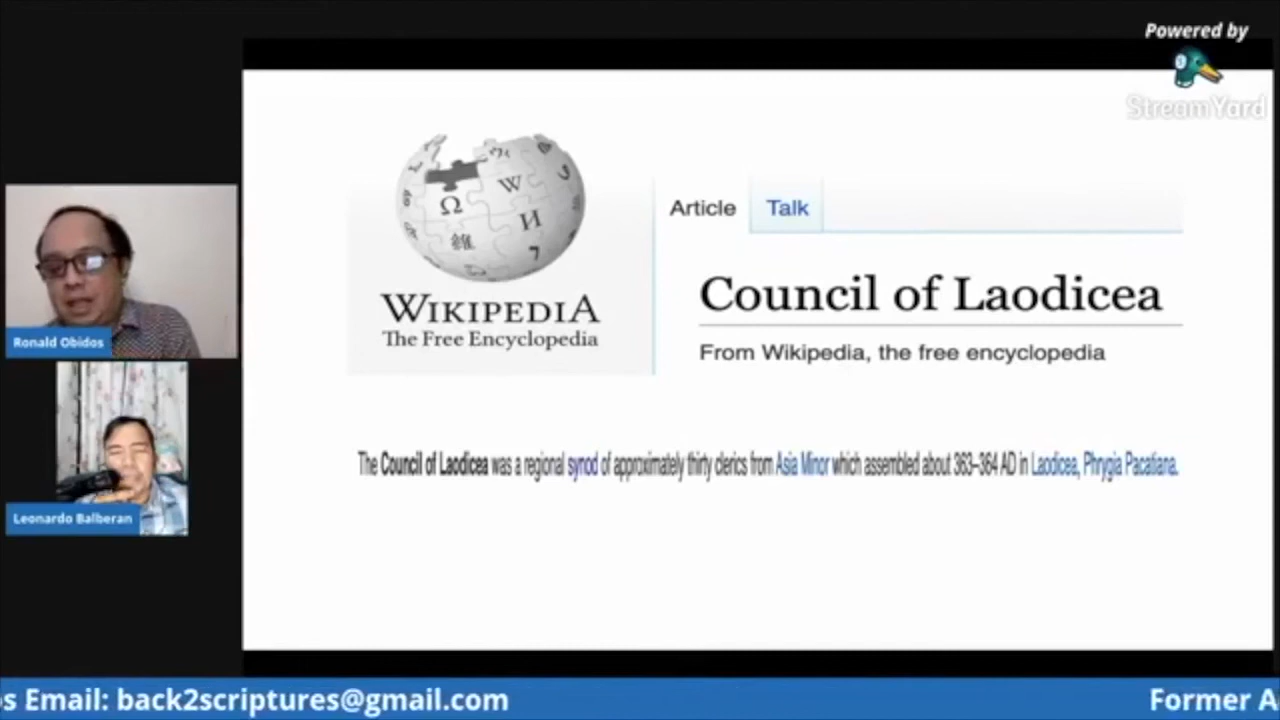 Powered by
StreamYard
Article Talk
Council of Laodicea
From Wikipedia, the free encyclopedia
WIKIPEDIA
The Free Encyclopedia
The Council of Laodicea was a regional synod of approximately thirty clerics from Asia Minor which assembled about 363–364 AD in Laodicea, Phrygia Pacatiana.
Ronald Obidos
Leonardo Balberan
s Email: back2scriptures@gmail.com
Former A